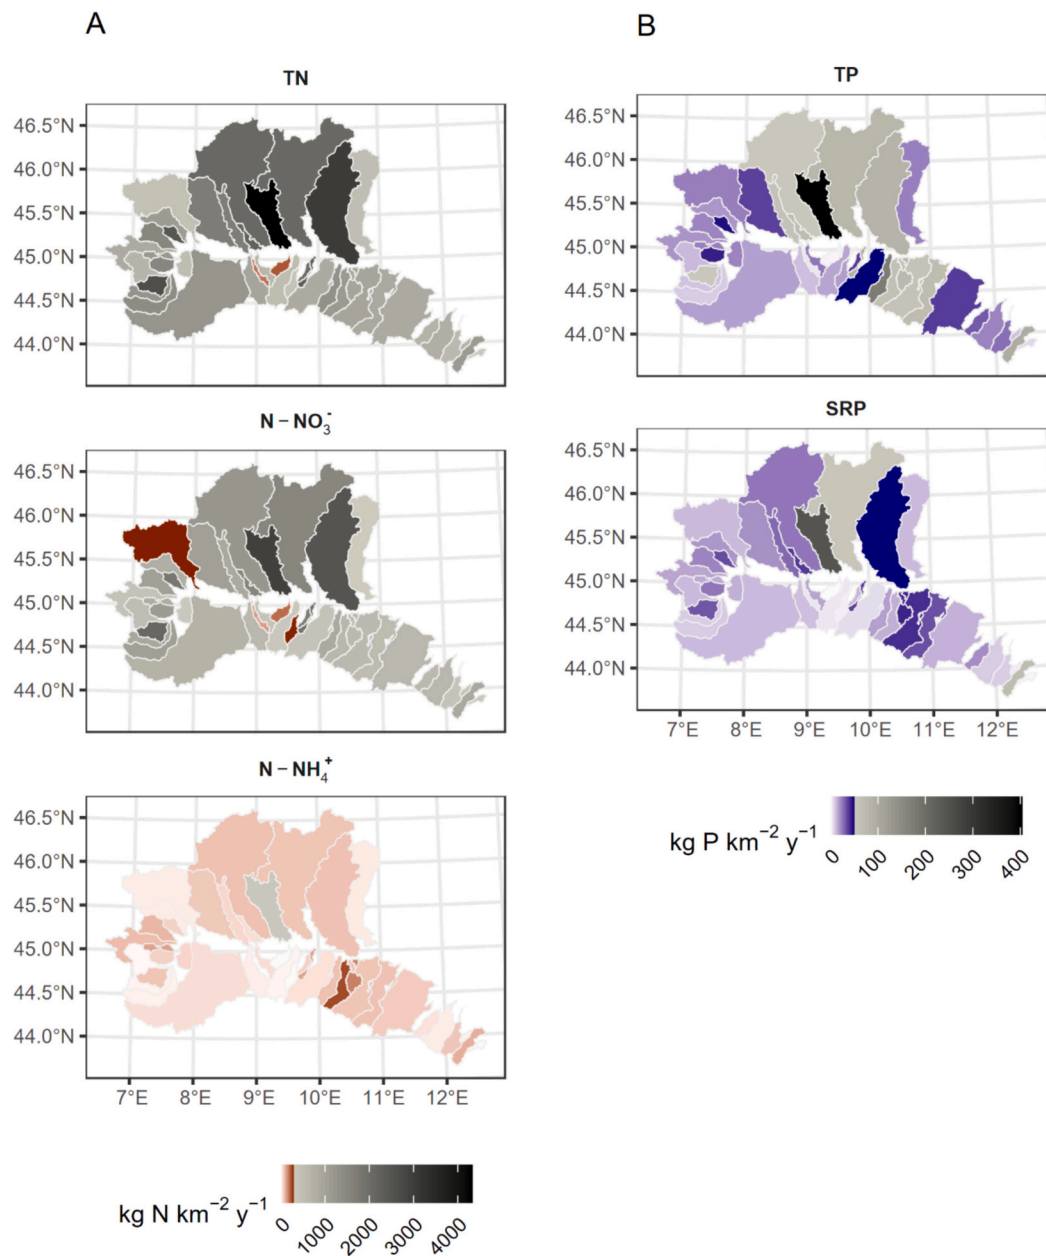 A
B
TN
TP
46.5°N
46.0°N
45.5°N
45.0°N
44.5°N
44.0°N
46.5°N
46.0°N
45.5°N
45.0°N
44.5°N
44.0°N
N − NO₃⁻
SRP
46.5°N
46.0°N
45.5°N
45.0°N
44.5°N
44.0°N
46.5°N
46.0°N
45.5°N
45.0°N
44.5°N
44.0°N
7°E 8°E 9°E 10°E 11°E 12°E
N − NH₄⁺
46.5°N
46.0°N
45.5°N
45.0°N
44.5°N
44.0°N
7°E 8°E 9°E 10°E 11°E 12°E
kg P km⁻² y⁻¹
0 100 200 300 400
kg N km⁻² y⁻¹
0 1000 2000 3000 4000